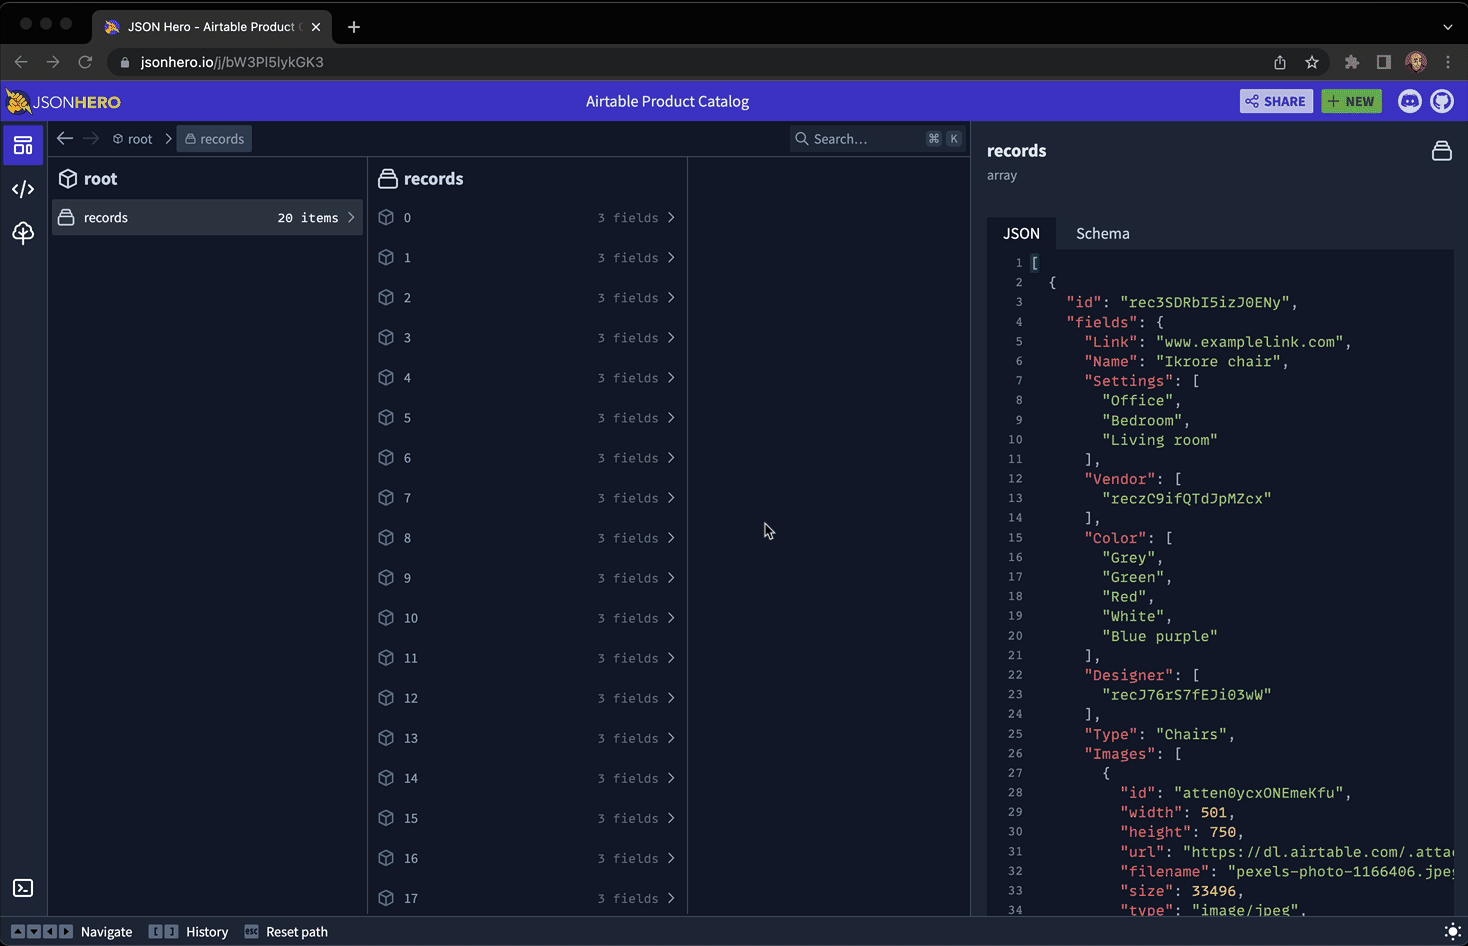 JSON Hero - Airtable Product
jsonhero.io/j/bW3Pl5lykGK3
JSONHERO
Airtable Product Catalog
SHARE
NEW
root
records
Search...
⌘ K
root
records 20 items
records
0 3 fields
1 3 fields
2 3 fields
3 3 fields
4 3 fields
5 3 fields
6 3 fields
7 3 fields
8 3 fields
9 3 fields
10 3 fields
11 3 fields
12 3 fields
13 3 fields
14 3 fields
15 3 fields
16 3 fields
17 3 fields
records
array
JSON Schema
1 [
2 {
3 "id": "rec3SDRbI5izJ0ENy",
4 "fields": {
5 "Link": "www.examplelink.com",
6 "Name": "Ikrore chair",
7 "Settings": [
8 "Office",
9 "Bedroom",
10 "Living room"
11 ],
12 "Vendor": [
13 "reczC9ifQTdJpMZcx"
14 ],
15 "Color": [
16 "Grey",
17 "Green",
18 "Red",
19 "White",
20 "Blue purple"
21 ],
22 "Designer": [
23 "recJ76rS7fEJi03wW"
24 ],
25 "Type": "Chairs",
26 "Images": [
27 {
28 "id": "atten0ycxONEmeKfu",
29 "width": 501,
30 "height": 750,
31 "url": "https://dl.airtable.com/.attac
32 "filename": "pexels-photo-1166406.jpeg
33 "size": 33496,
34 "type": "image/jpeg",
Navigate
[ ] History
esc Reset path